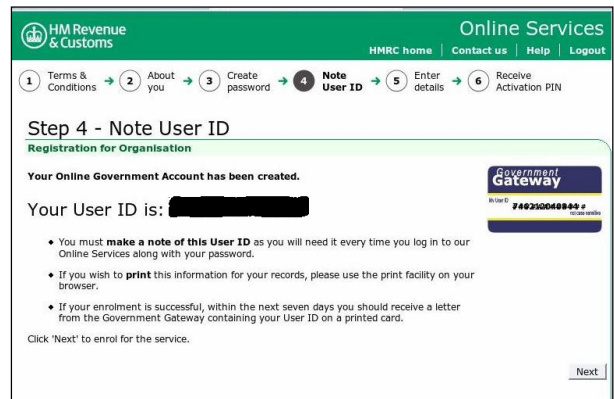 HM Revenue
& Customs
Online Services
HMRC home | Contact us | Help | Logout
1 Terms & Conditions → 2 About you → 3 Create password → 4 Note User ID → 5 Enter details → 6 Receive Activation PIN
Step 4 - Note User ID
Registration for Organisation
Your Online Government Account has been created.
Government
Gateway
My User ID
not case sensitive
Your User ID is:
◆ You must make a note of this User ID as you will need it every time you log in to our
Online Services along with your password.
◆ If you wish to print this information for your records, please use the print facility on your
browser.
◆ If your enrolment is successful, within the next seven days you should receive a letter
from the Government Gateway containing your User ID on a printed card.
Click 'Next' to enrol for the service.
Next